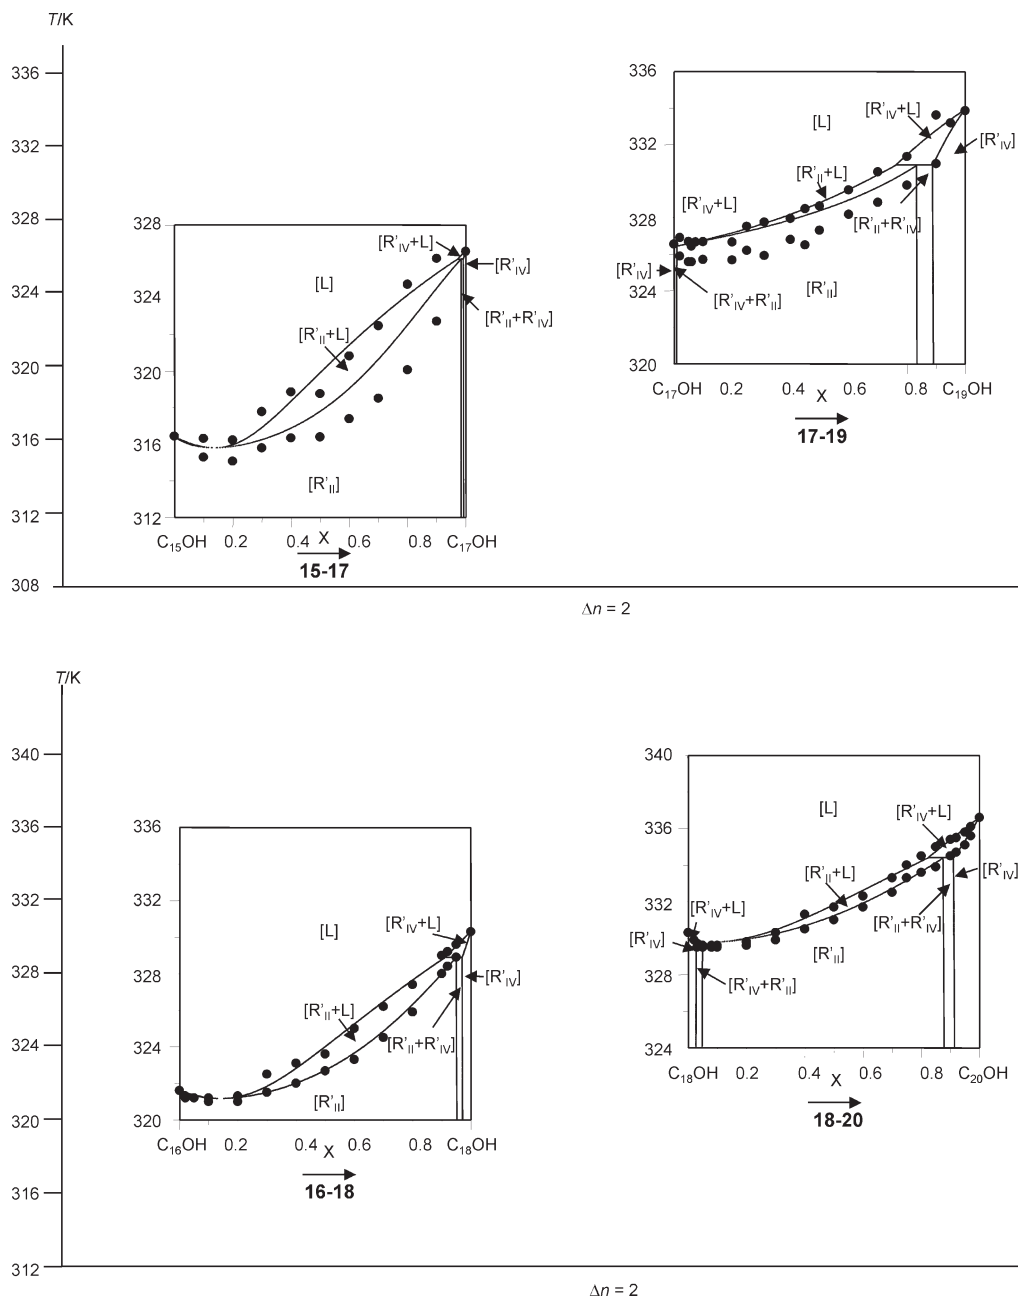 T/K
336
332
328
324
320
316
312
308
328
324
320
316
312
[R'IV+L]
[L]
[R'IV]
[R'II+R'IV]
[R'II+L]
[R'II]
C15OH 0.2 0.4 X 0.6 0.8 C17OH
15-17
336
332
328
324
320
[R'IV+L]
[L]
[R'IV]
[R'II+L]
[R'IV+L]
[R'II+R'IV]
[R'IV]
[R'IV+R'II]
[R'II]
C17OH 0.2 0.4 X 0.6 0.8 C19OH
17-19
Δn = 2
T/K
340
336
332
328
324
320
316
312
336
332
328
324
320
[R'IV+L]
[L]
[R'IV]
[R'II+L]
[R'II+R'IV]
[R'II]
C16OH 0.2 0.4 X 0.6 0.8 C18OH
16-18
340
336
332
328
324
[L]
[R'IV+L]
[R'II+L]
[R'IV]
[R'IV+L]
[R'II+R'IV]
[R'IV]
[R'II]
[R'IV+R'II]
C18OH 0.2 0.4 X 0.6 0.8 C20OH
18-20
Δn = 2